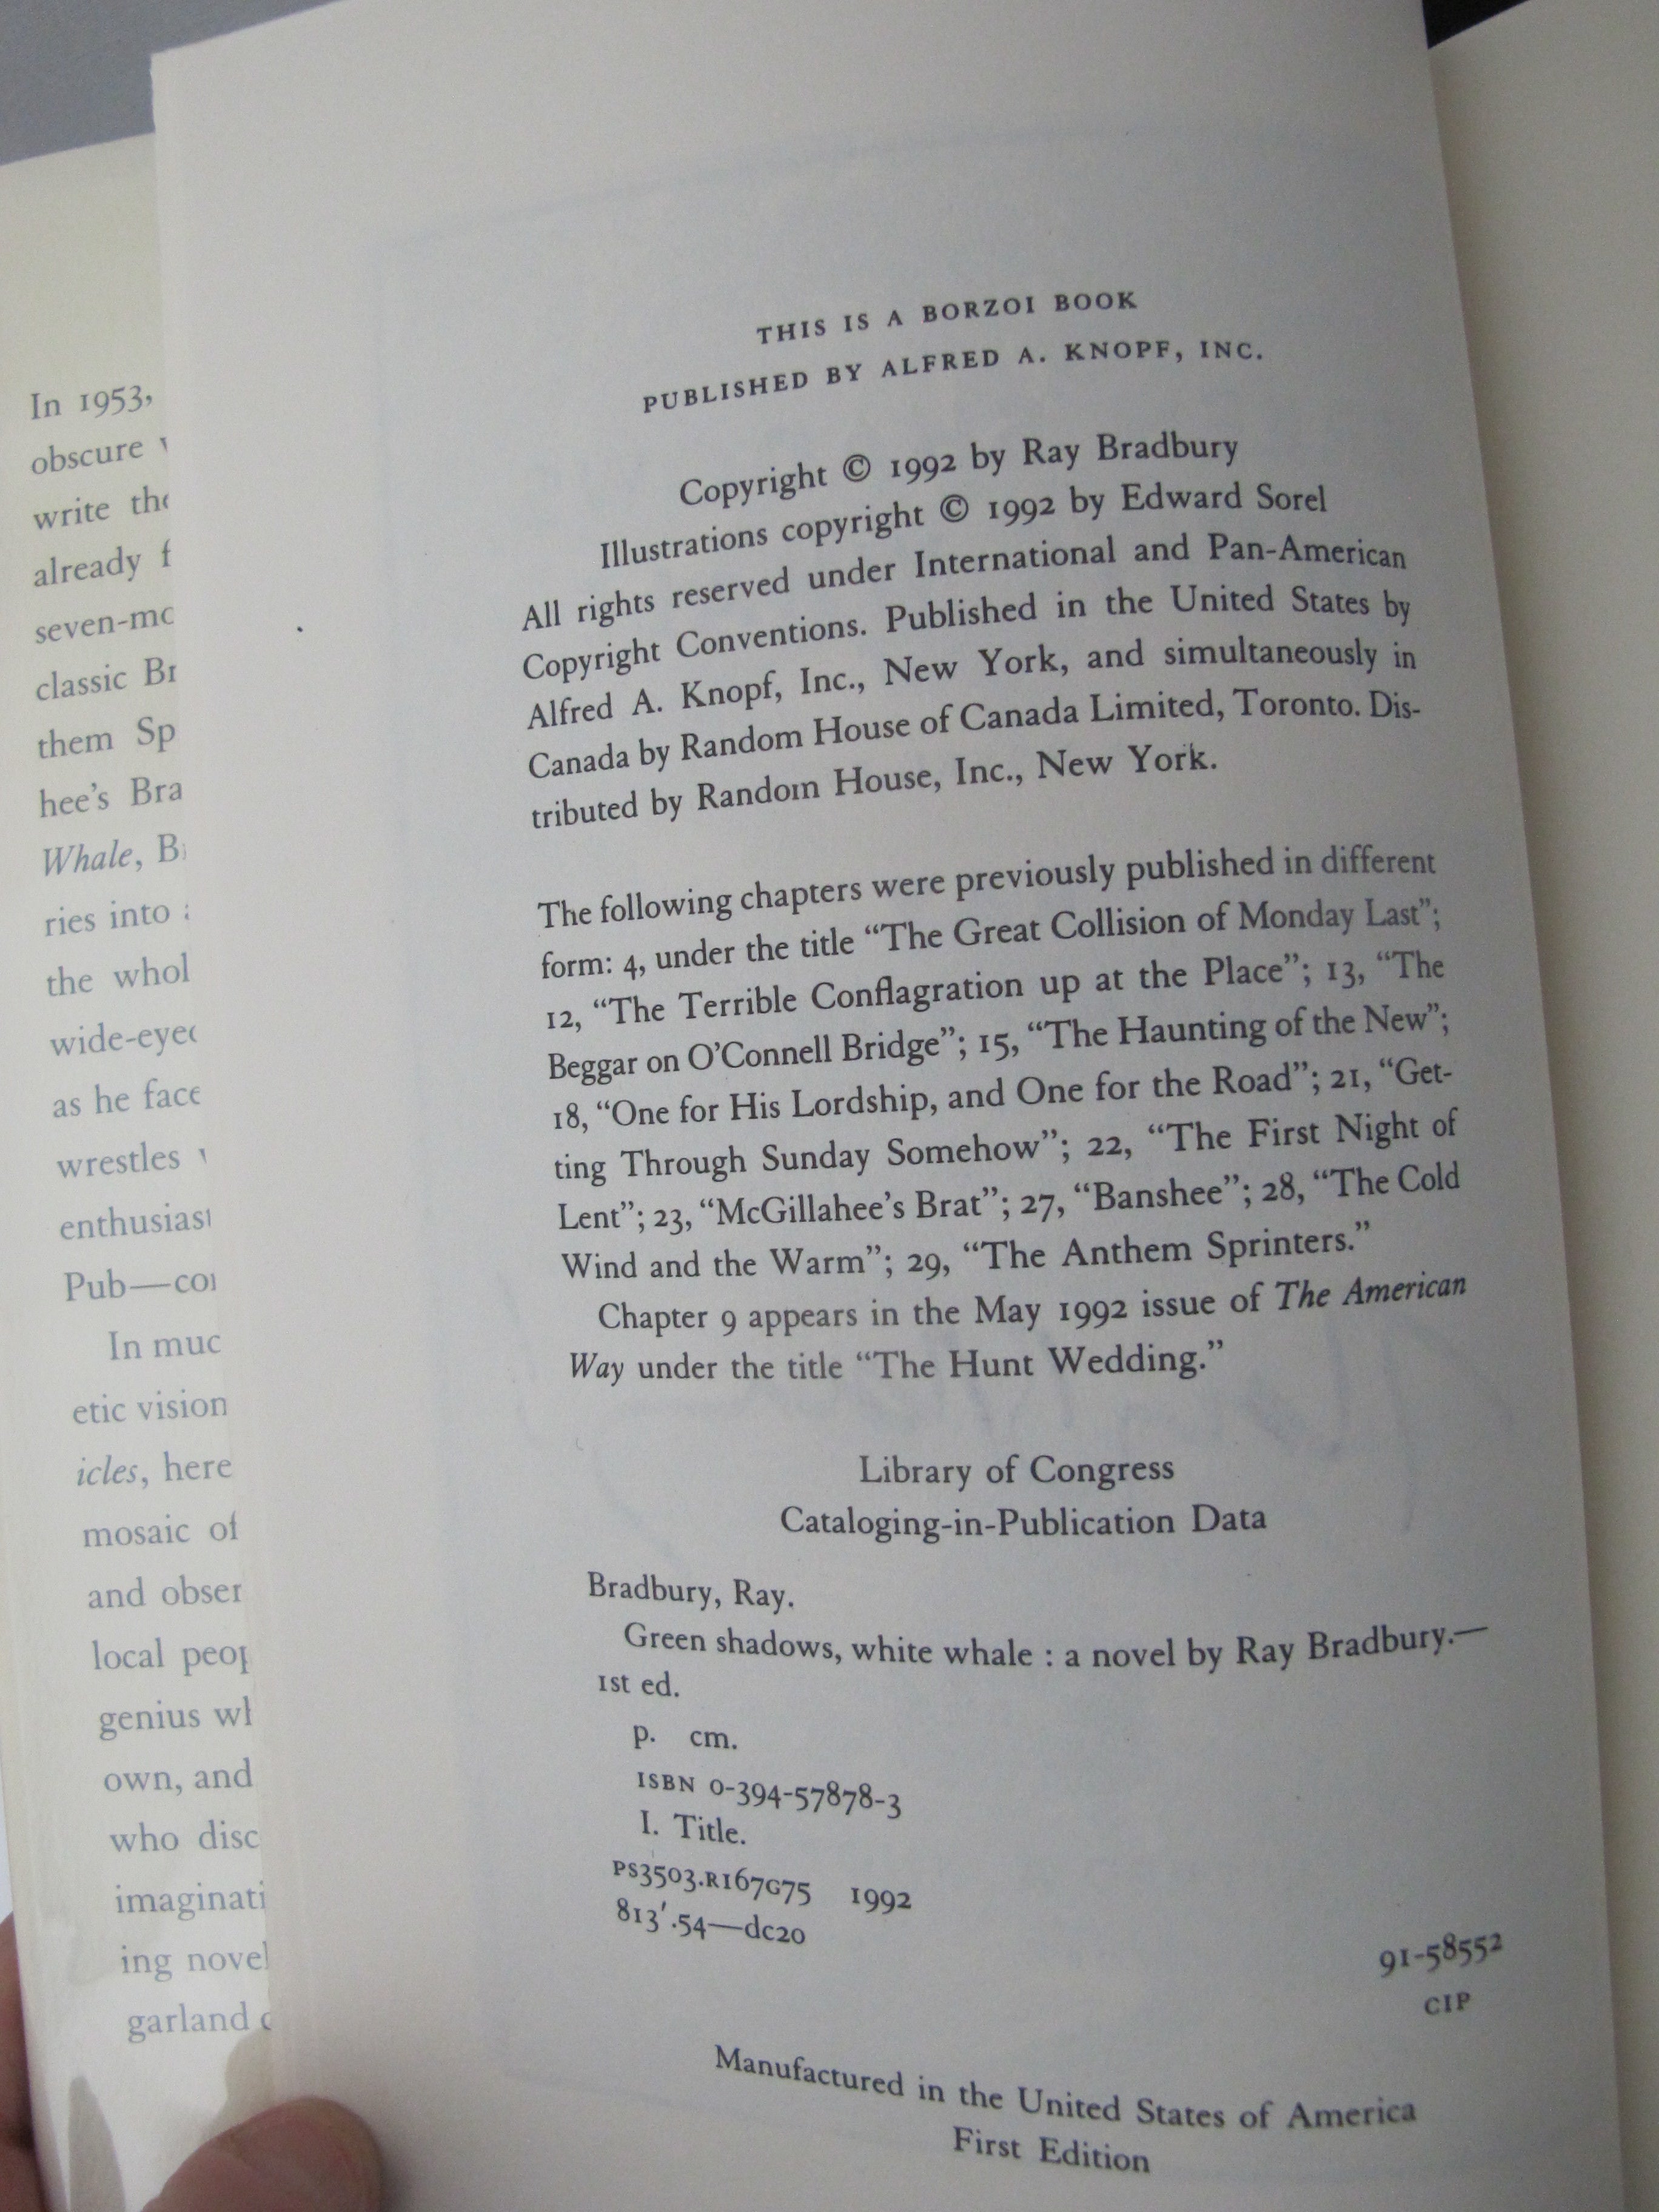 In 1953,
obscure
write
already
seven-mo
classic
them Sp
hee's Bra
Whale,
ries into
the whol
wide-eye
as he face
wrestles
enthusiast
Pub—
In muc
etic vision
icles, here
mosaic of
and obser
local peop
genius wh
own, and
who disc
imaginati
ing novel
garland
THIS IS A BORZOI BOOK
PUBLISHED BY ALFRED A. KNOPF, INC.
Copyright © 1992 by Ray Bradbury
Illustrations copyright © 1992 by Edward Sorel
All rights reserved under International and Pan-American
Copyright Conventions. Published in the United States by
Alfred A. Knopf, Inc., New York, and simultaneously in
Canada by Random House of Canada Limited, Toronto. Dis-
tributed by Random House, Inc., New York.
The following chapters were previously published in different
form: 4, under the title “The Great Collision of Monday Last”;
12, “The Terrible Conflagration up at the Place”; 13, “The
Beggar on O’Connell Bridge”; 15, “The Haunting of the New”;
18, “One for His Lordship, and One for the Road”; 21, “Get-
ting Through Sunday Somehow”; 22, “The First Night of
Lent”; 23, “McGillahee’s Brat”; 27, “Banshee”; 28, “The Cold
Wind and the Warm”; 29, “The Anthem Sprinters.”
Chapter 9 appears in the May 1992 issue of The American
Way under the title “The Hunt Wedding.”
Library of Congress
Cataloging-in-Publication Data
Bradbury, Ray.
Green shadows, white whale : a novel by Ray Bradbury.—
1st ed.
p. cm.
ISBN 0-394-57878-3
I. Title.
PS3503.R167G75 1992
813′.54—dc20
91-58552
CIP
Manufactured in the United States of America
First Edition